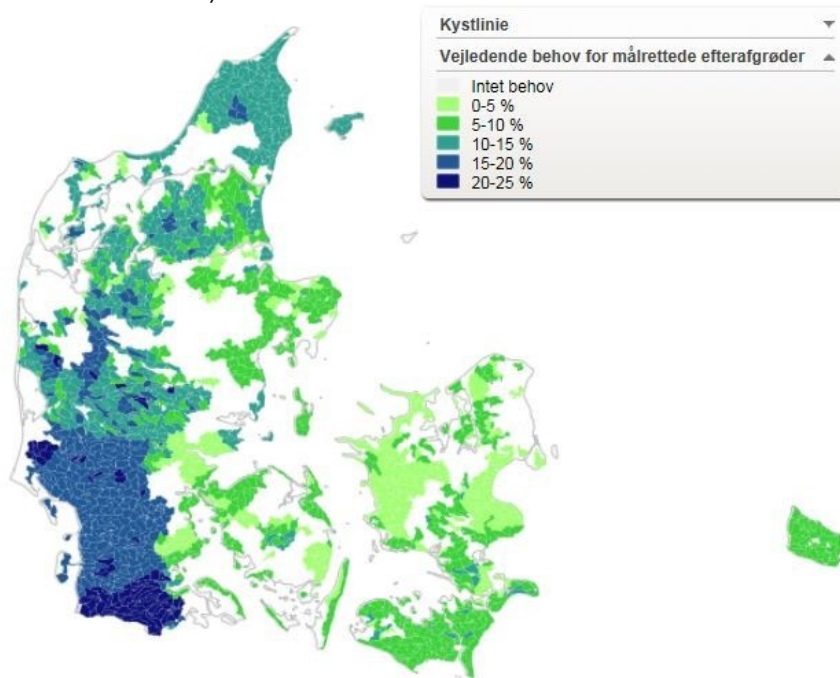 Kystlinie
Vejledende behov for målrettede efterafgrøder
Intet behov
0-5 %
5-10 %
10-15 %
15-20 %
20-25 %